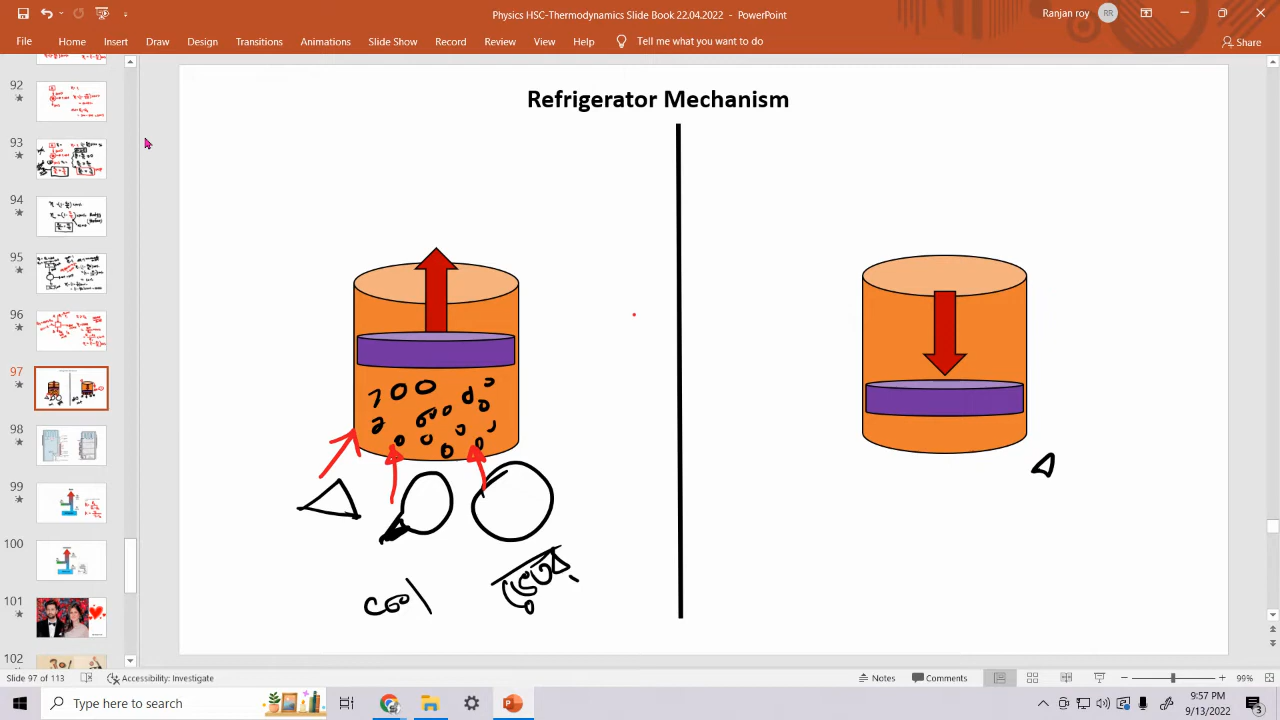 Physics HSC-Thermodynamics Slide Book 22.04.2022 - PowerPoint
Ranjan roy
RR
File Home Insert Draw Design Transitions Animations Slide Show Record Review View Help Tell me what you want to do
Share
92
93
94
95
96
97
98
99
100
101
102
Refrigerator Mechanism
cool
Slide 97 of 113
Accessibility: Investigate
Notes
Comments
99%
Type here to search
9:57 PM
9/13/2022
3